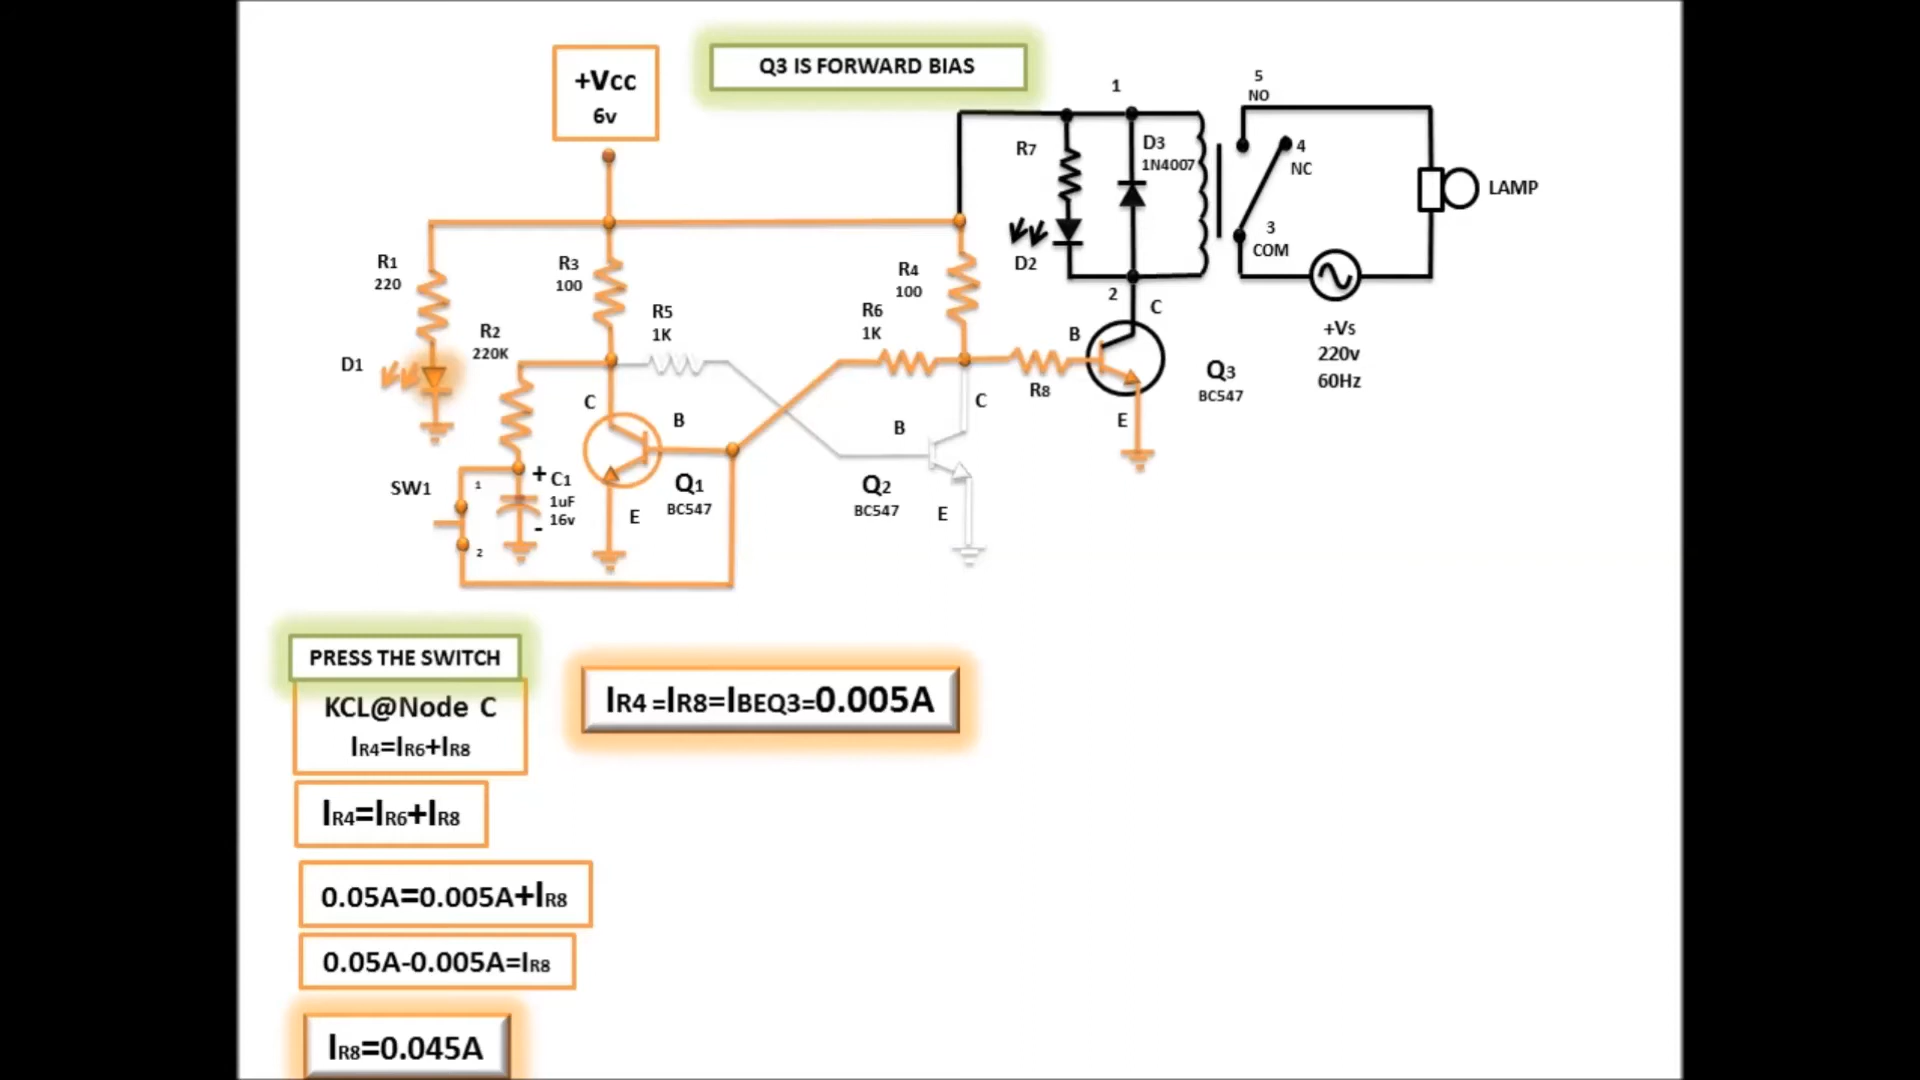 +Vcc
6v
Q3 IS FORWARD BIAS
1
5
NO
R7
D3
1N4007
4
NC
LAMP
3
COM
D2
2
C
+Vs
220v
60Hz
R1
220
R3
100
R4
100
R2
220K
R5
1K
R6
1K
D1
B
R8
Q3
BC547
E
C
B
C
B
SW1
1
2
+
C1
1uF
16v
-
Q1
BC547
E
Q2
BC547
E
PRESS THE SWITCH
KCL@Node C
IR4=IR6+IR8
IR4=IR8=IBEQ3=0.005A
IR4=IR6+IR8
0.05A=0.005A+IR8
0.05A-0.005A=IR8
IR8=0.045A